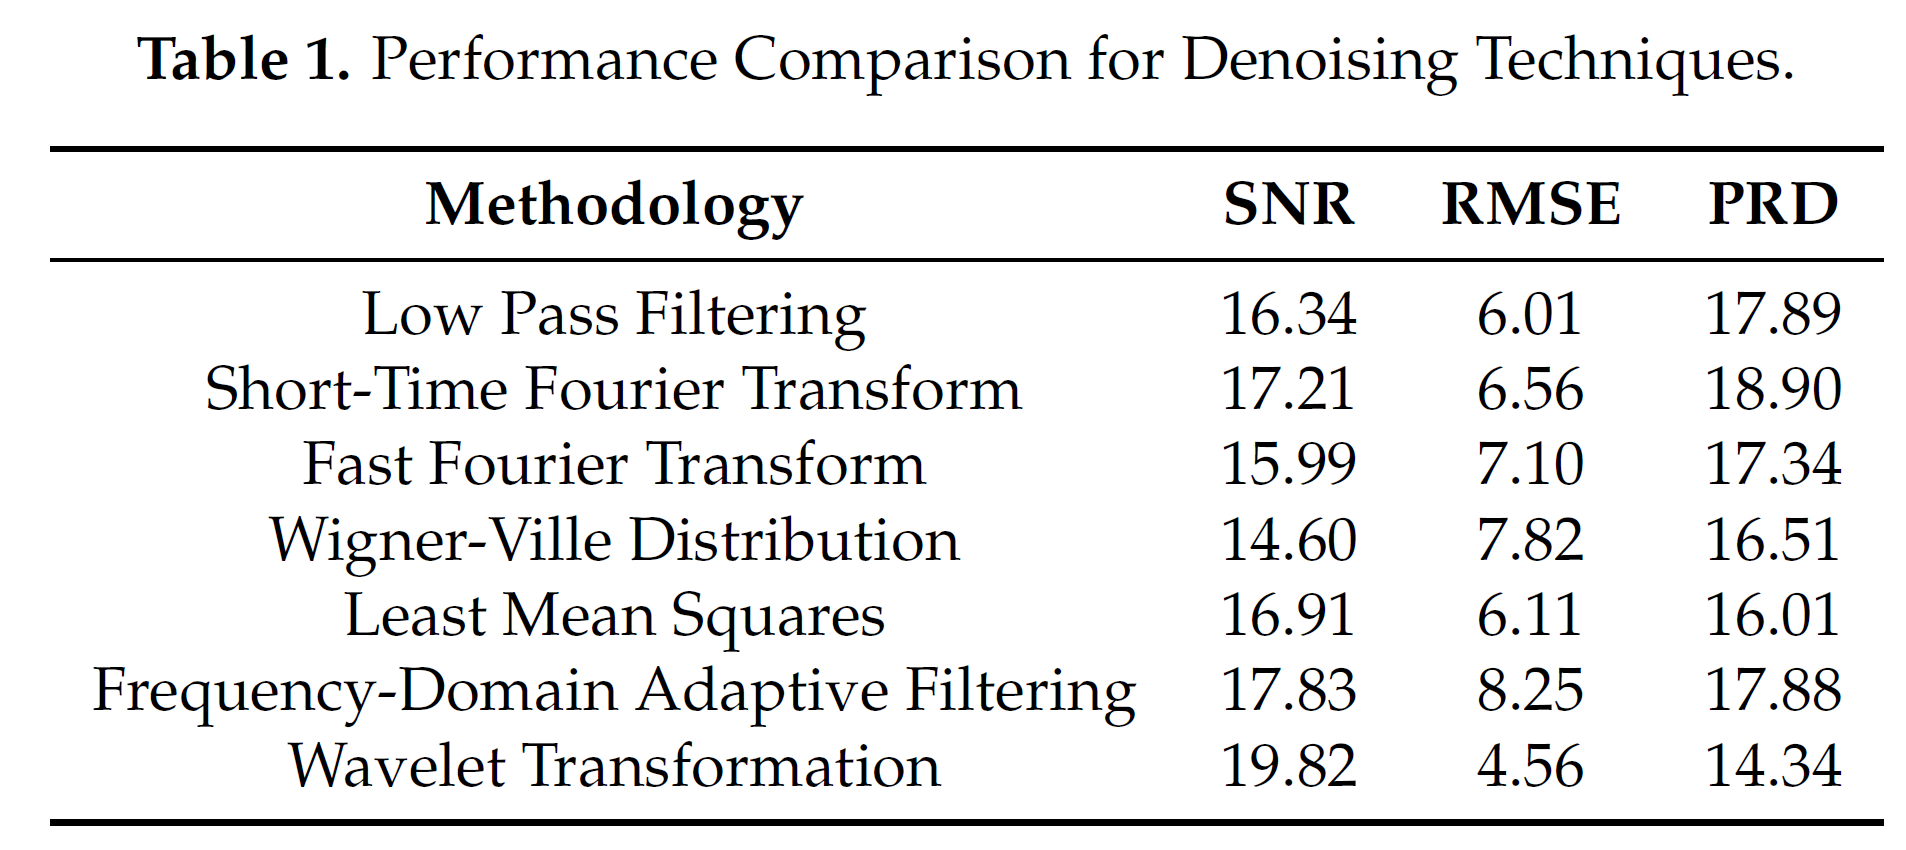 Table 1. Performance Comparison for Denoising Techniques.
Methodology SNR RMSE PRD
Low Pass Filtering 16.34 6.01 17.89
Short-Time Fourier Transform 17.21 6.56 18.90
Fast Fourier Transform 15.99 7.10 17.34
Wigner-Ville Distribution 14.60 7.82 16.51
Least Mean Squares 16.91 6.11 16.01
Frequency-Domain Adaptive Filtering 17.83 8.25 17.88
Wavelet Transformation 19.82 4.56 14.34